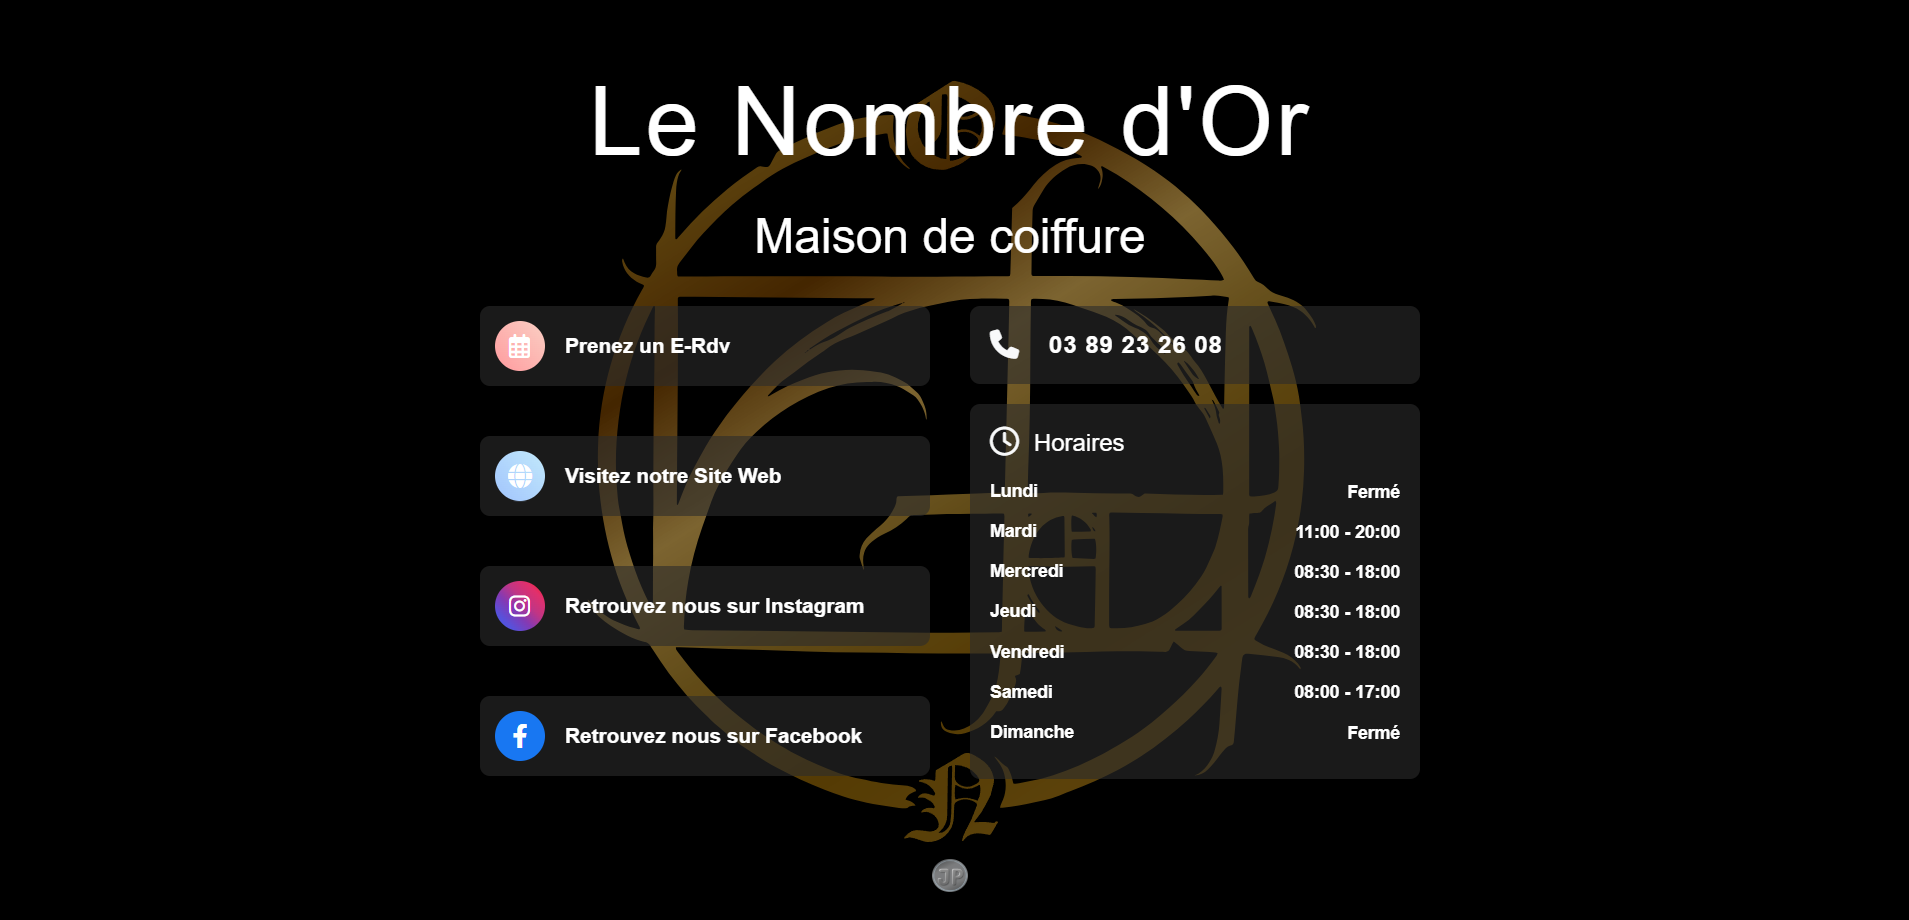 Le Nombre d'Or
Maison de coiffure
Prenez un E-Rdv
Visitez notre Site Web
Retrouvez nous sur Instagram
Retrouvez nous sur Facebook
03 89 23 26 08
Horaires
Lundi Fermé
Mardi 11:00 - 20:00
Mercredi 08:30 - 18:00
Jeudi 08:30 - 18:00
Vendredi 08:30 - 18:00
Samedi 08:00 - 17:00
Dimanche Fermé
N
JP